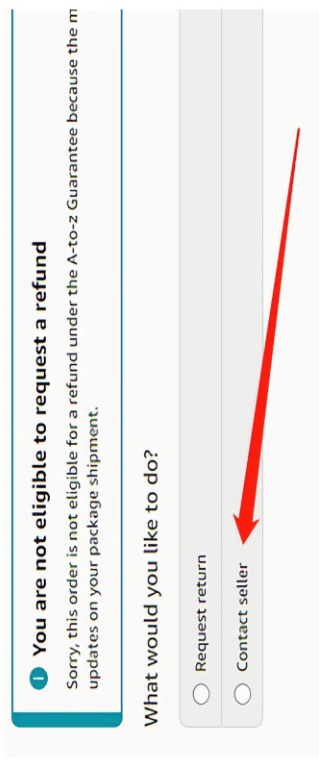 You are not eligible to request a refund
Sorry, this order is not eligible for a refund under the A-to-z Guarantee because the m
updates on your package shipment.
What would you like to do?
Request return
Contact seller